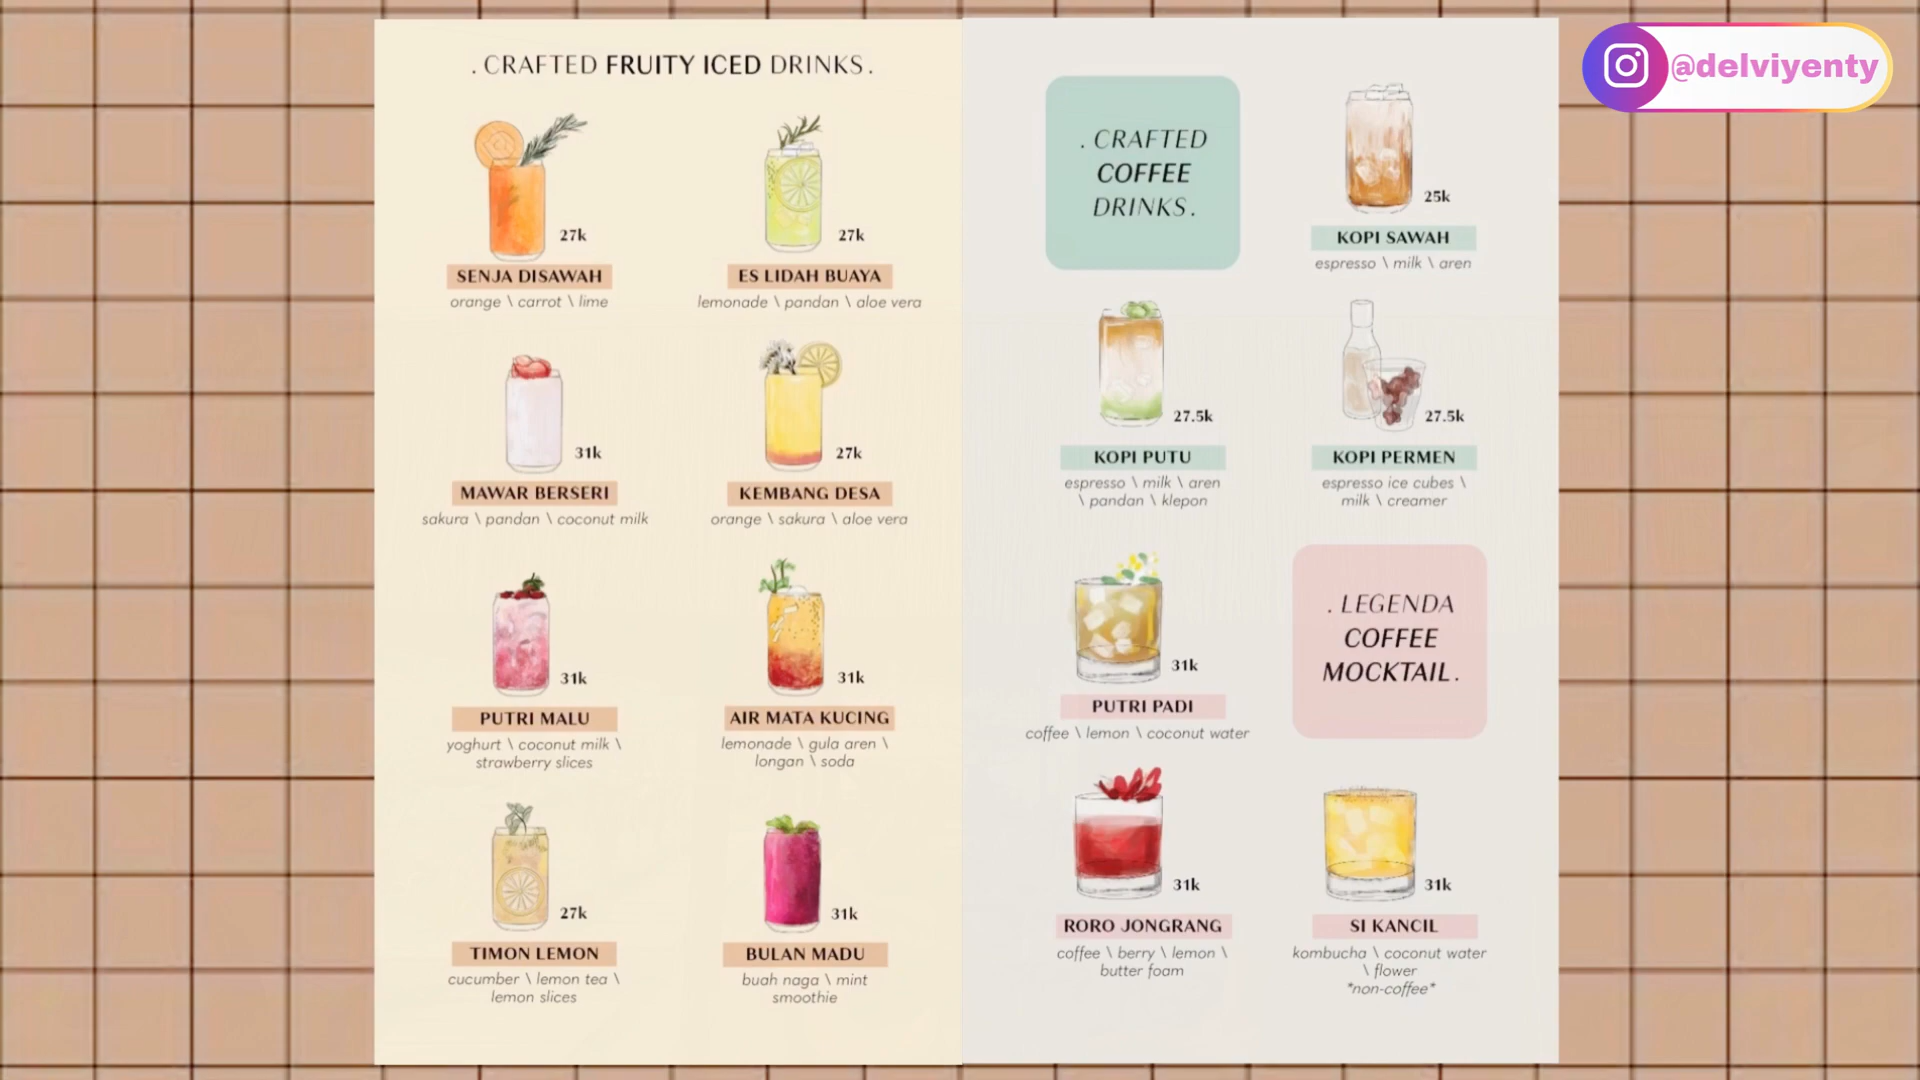 . CRAFTED FRUITY ICED DRINKS .
27k
SENJA DISAWAH
orange \ carrot \ lime
27k
ES LIDAH BUAYA
lemonade \ pandan \ aloe vera
31k
MAWAR BERSERI
sakura \ pandan \ coconut milk
27k
KEMBANG DESA
orange \ sakura \ aloe vera
31k
PUTRI MALU
yoghurt \ coconut milk \
strawberry slices
31k
AIR MATA KUCING
lemonade \ gula aren \
longan \ soda
27k
TIMON LEMON
cucumber \ lemon tea \
lemon slices
31k
BULAN MADU
buah naga \ mint
smoothie
. CRAFTED
COFFEE
DRINKS .
25k
KOPI SAWAH
espresso \ milk \ aren
27.5k
KOPI PUTU
espresso \ milk \ aren
\ pandan \ klepon
27.5k
KOPI PERMEN
espresso ice cubes \
milk \ creamer
31k
PUTRI PADI
coffee \ lemon \ coconut water
. LEGENDA
COFFEE
MOCKTAIL .
31k
RORO JONGRANG
coffee \ berry \ lemon \
butter foam
31k
SI KANCIL
kombucha \ coconut water
\ flower
*non-coffee*
@delviyenty